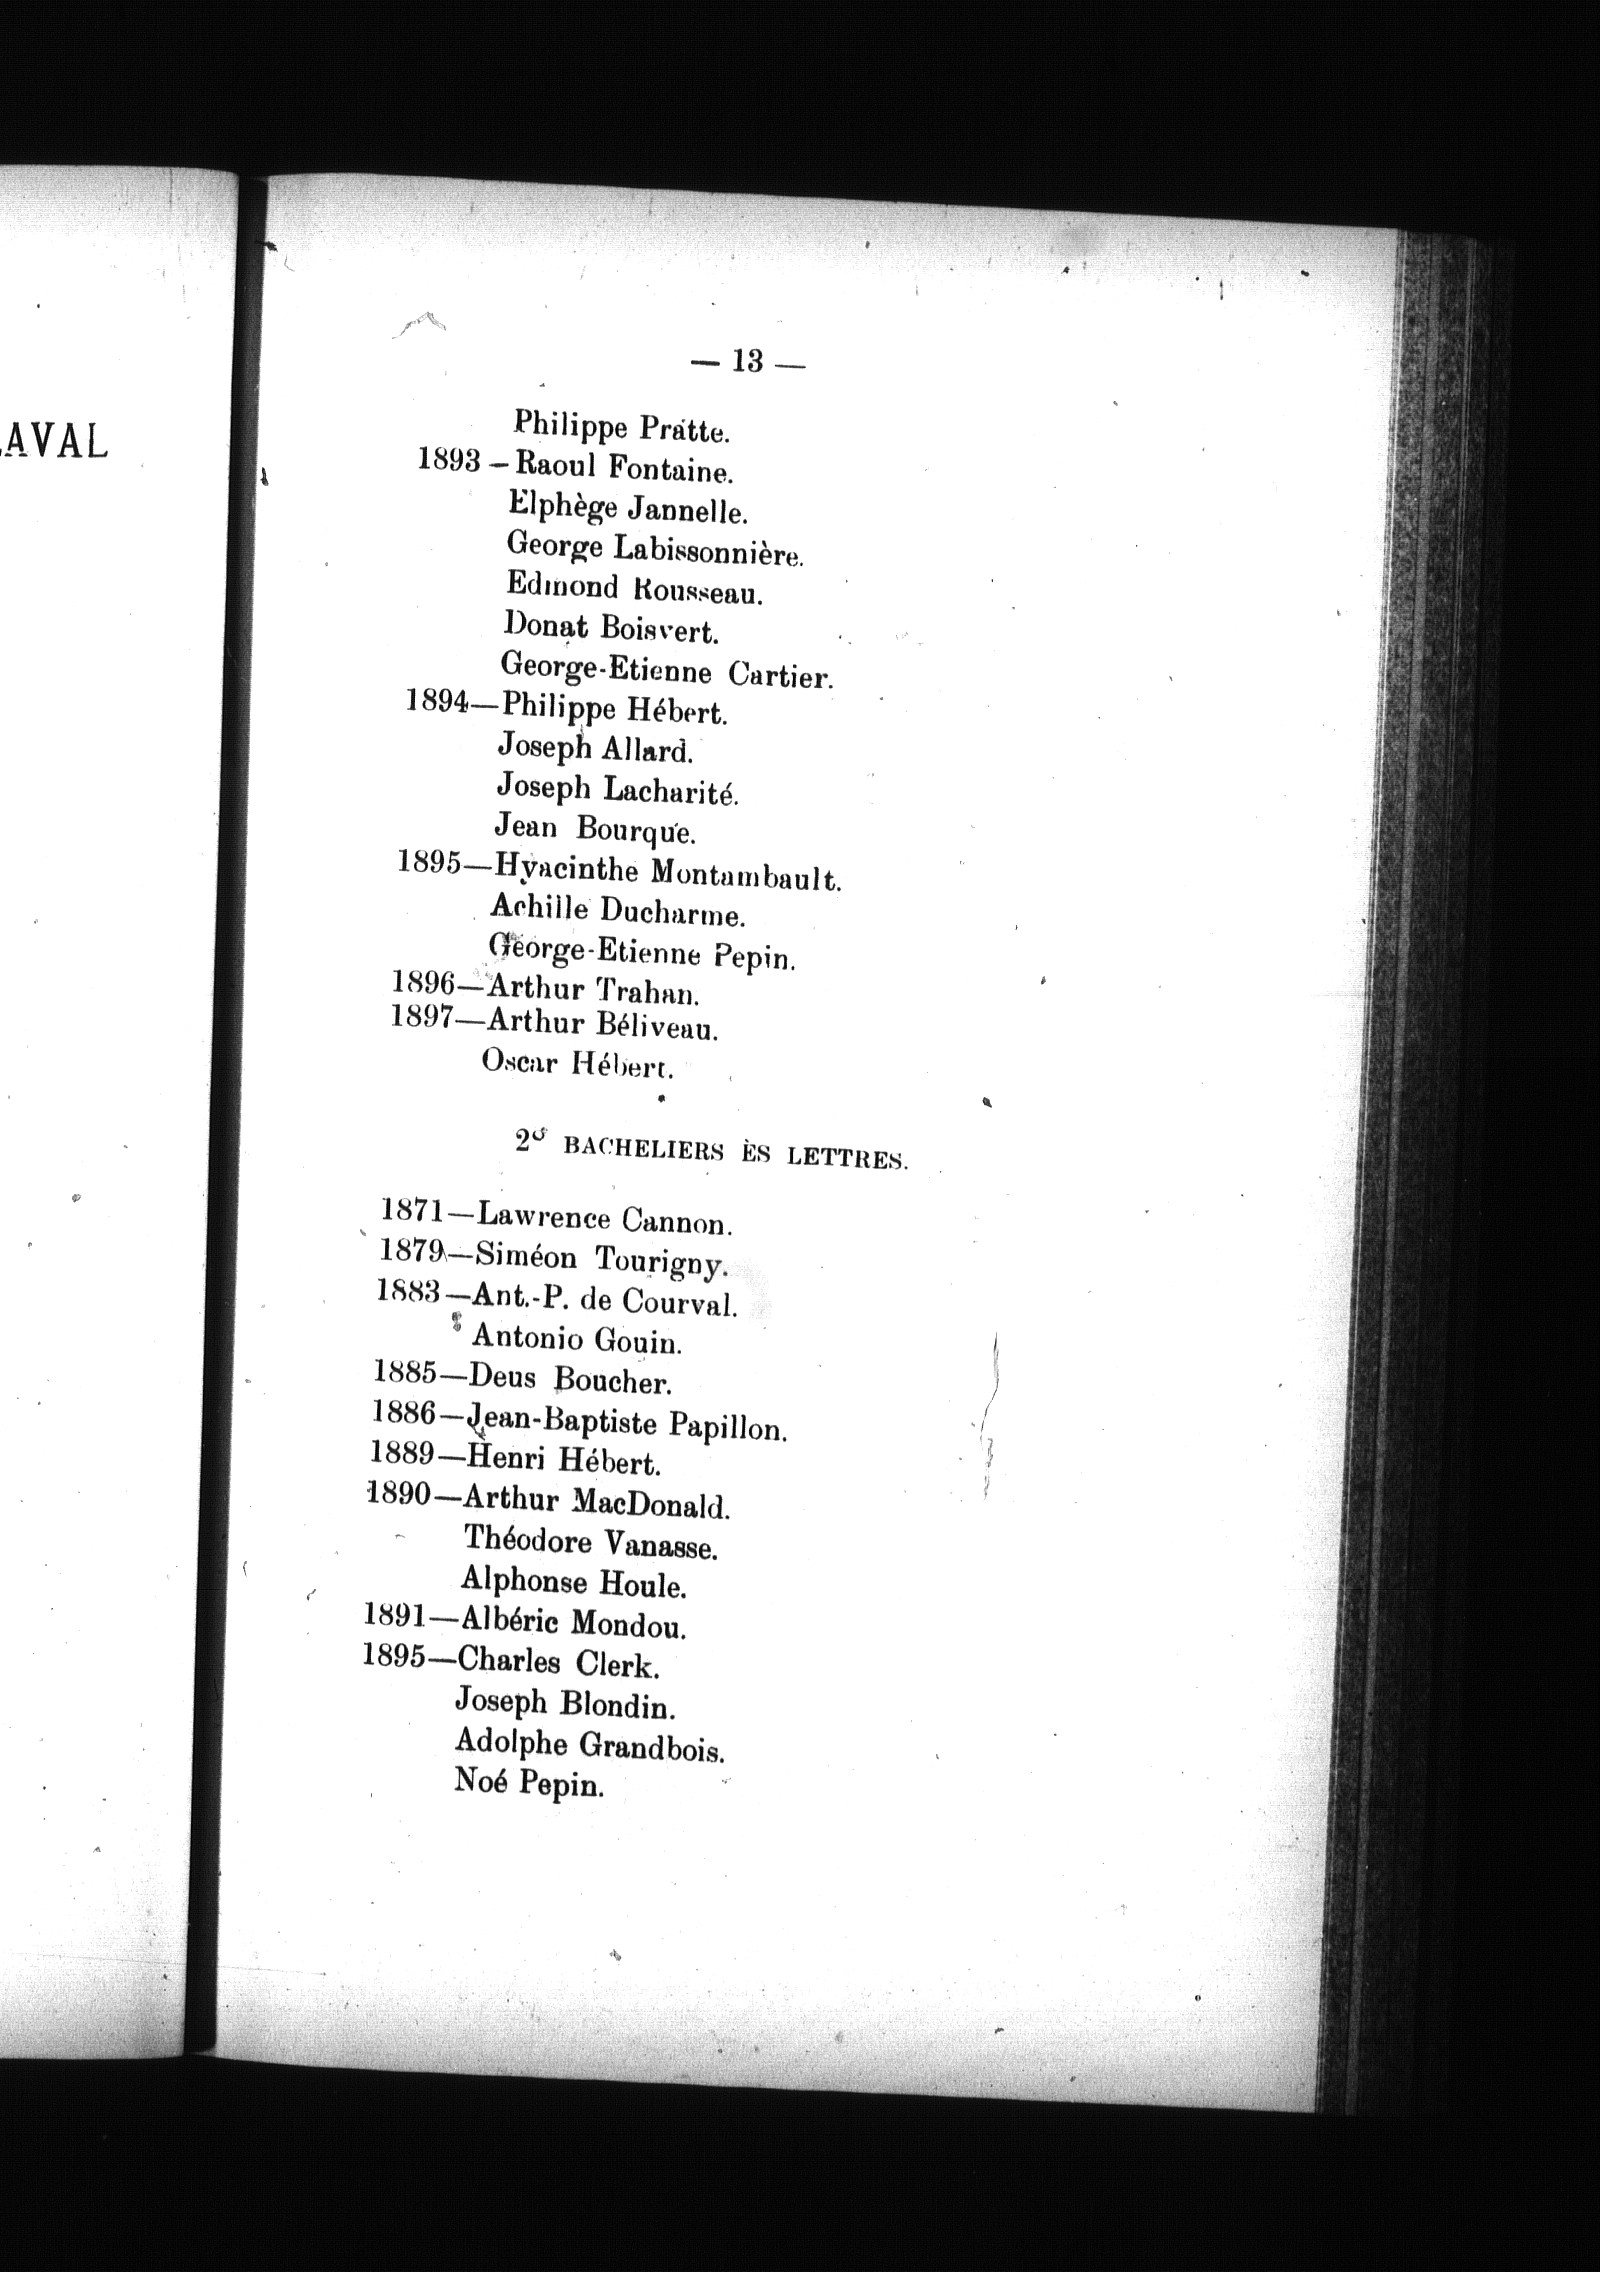 AVAL
— 13 —
Philippe Pratte.
1893 – Raoul Fontaine.
Elphège Jannelle.
George Labissonnière.
Edmond Rousseau.
Donat Boisvert.
George-Etienne Cartier.
1894—Philippe Hébert.
Joseph Allard.
Joseph Lacharité.
Jean Bourque.
1895—Hyacinthe Montambault.
Achille Ducharme.
George-Etienne Pepin.
1896—Arthur Trahan.
1897—Arthur Béliveau.
Oscar Hébert.
2º BACHELIERS ÈS LETTRES.
1871—Lawrence Cannon.
1879—Siméon Tourigny.
1883—Ant.-P. de Courval.
Antonio Gouin.
1885—Deus Boucher.
1886—Jean-Baptiste Papillon.
1889—Henri Hébert.
1890—Arthur MacDonald.
Théodore Vanasse.
Alphonse Houle.
1891—Albéric Mondou.
1895—Charles Clerk.
Joseph Blondin.
Adolphe Grandbois.
Noé Pepin.